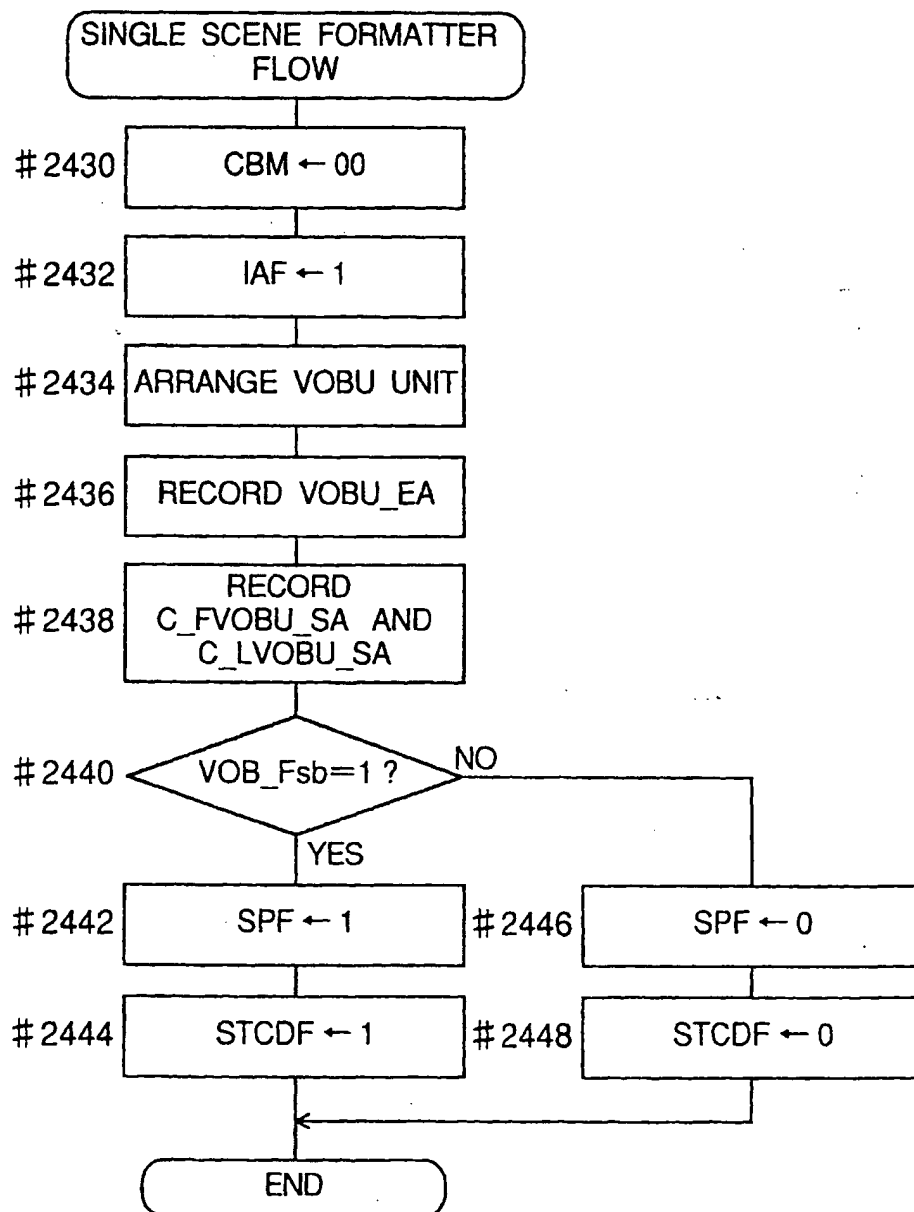 SINGLE SCENE FORMATTER
FLOW
#2430
CBM ← 00
#2432
IAF ← 1
#2434
ARRANGE VOBU UNIT
#2436
RECORD VOBU_EA
#2438
RECORD
C_FVOBU_SA AND
C_LVOBU_SA
#2440
VOB_Fsb=1 ?
NO
YES
#2442
SPF ← 1
#2446
SPF ← 0
#2444
STCDF ← 1
#2448
STCDF ← 0
END